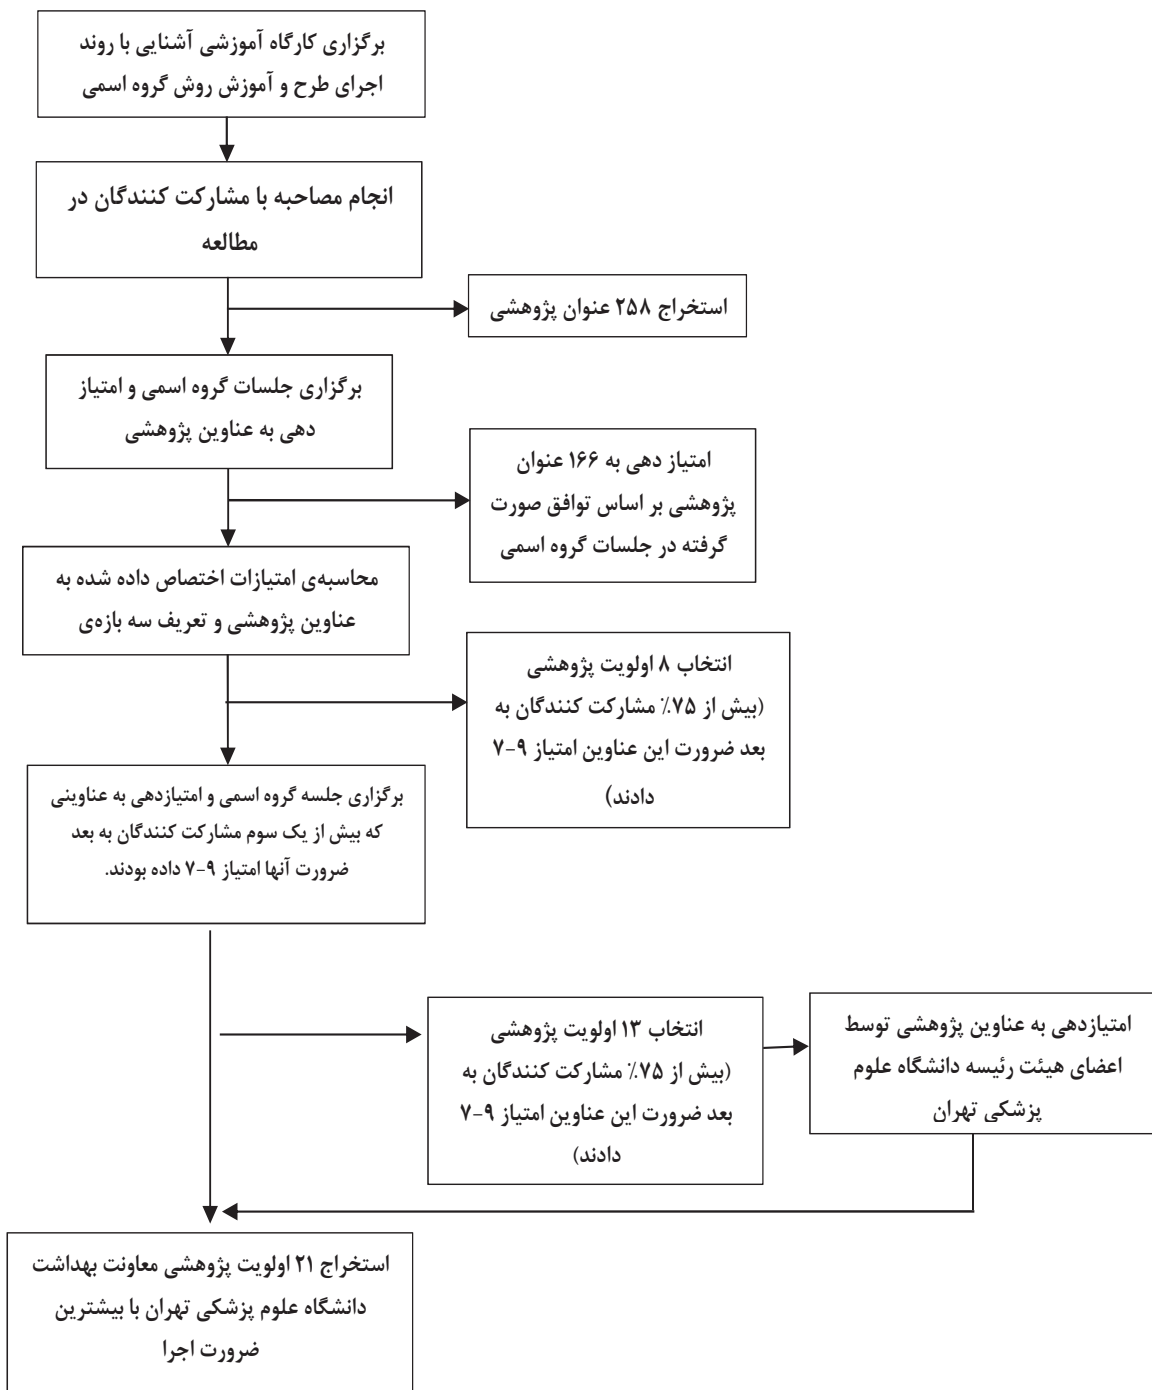 برگزاری کارگاه آموزشی آشنایی با روند
اجرای طرح و آموزش روش گروه اسمی
انجام مصاحبه با مشارکت کنندگان در
مطالعه
استخراج ۲۵۸ عنوان پژوهشی
برگزاری جلسات گروه اسمی و امتیاز
دهی به عناوین پژوهشی
امتیاز دهی به ۱۶۶ عنوان
پژوهشی بر اساس توافق صورت
گرفته در جلسات گروه اسمی
محاسبه‌ی امتیازات اختصاص داده شده به
عناوین پژوهشی و تعریف سه بازه‌ی
انتخاب ۸ اولویت پژوهشی
(بیش از ۷۵٪ مشارکت کنندگان به
بعد ضرورت این عناوین امتیاز ۹-۷
دادند)
برگزاری جلسه گروه اسمی و امتیازدهی به عناوینی
که بیش از یک سوم مشارکت کنندگان به بعد
ضرورت آنها امتیاز ۹-۷ داده بودند.
انتخاب ۱۳ اولویت پژوهشی
(بیش از ۷۵٪ مشارکت کنندگان به
بعد ضرورت این عناوین امتیاز ۹-۷
دادند)
امتیازدهی به عناوین پژوهشی توسط
اعضای هیئت رئیسه دانشگاه علوم
پزشکی تهران
استخراج ۲۱ اولویت پژوهشی معاونت بهداشت
دانشگاه علوم پزشکی تهران با بیشترین
ضرورت اجرا